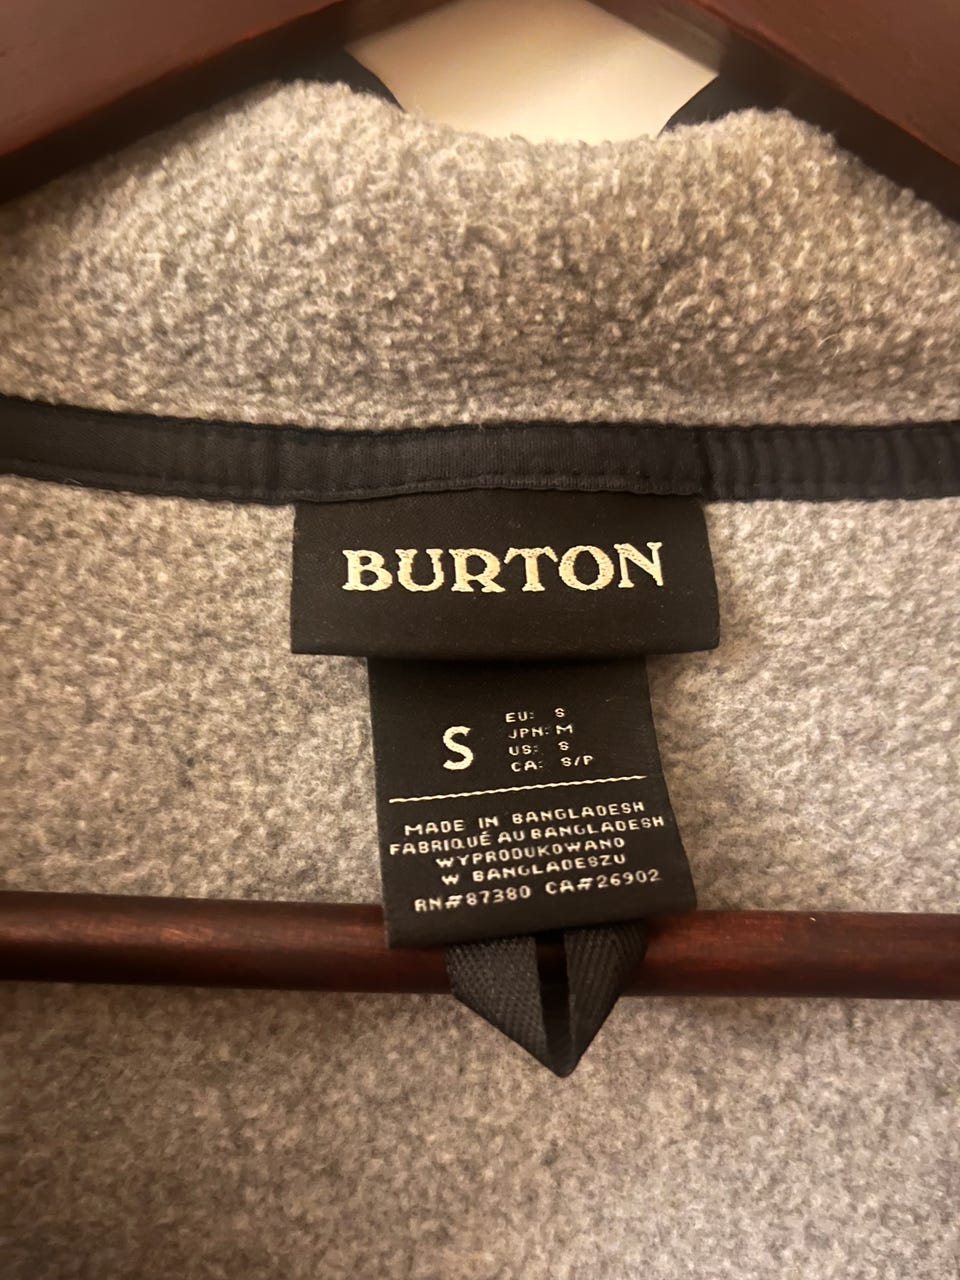 BURTON
S
EU: S
JPN: M
US: S
CA: S/P
MADE IN BANGLADESH
FABRIQUÉ AU BANGLADESH
WYPRODUKOWANO
W BANGLADESZU
RN#87380 CA#26902